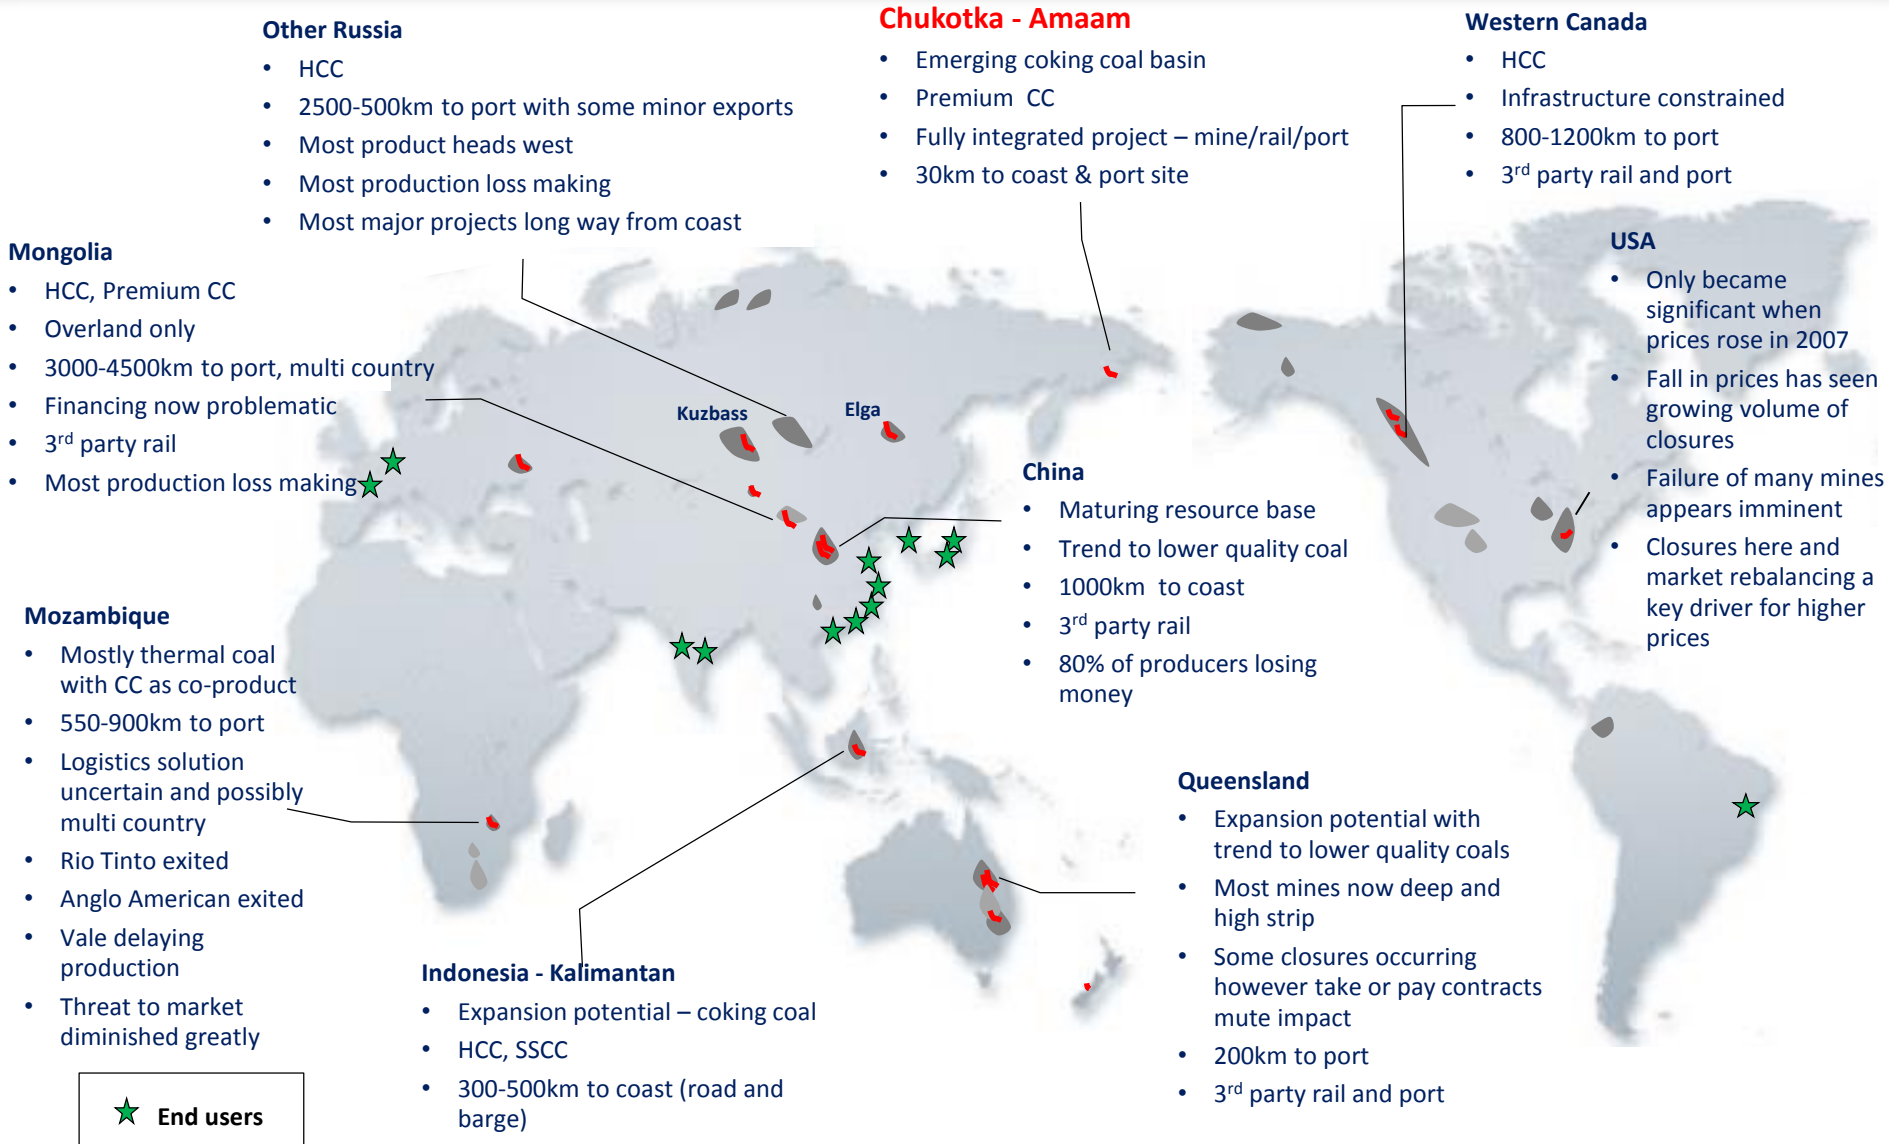 Other Russia
• HCC
• 2500-500km to port with some minor exports
• Most product heads west
• Most production loss making
• Most major projects long way from coast
Chukotka - Amaam
• Emerging coking coal basin
• Premium CC
• Fully integrated project – mine/rail/port
• 30km to coast & port site
Western Canada
• HCC
• Infrastructure constrained
• 800-1200km to port
• 3rd party rail and port
Mongolia
• HCC, Premium CC
• Overland only
• 3000-4500km to port, multi country
• Financing now problematic
• 3rd party rail
• Most production loss making
USA
• Only became
significant when
prices rose in 2007
• Fall in prices has seen
growing volume of
closures
• Failure of many mines
appears imminent
• Closures here and
market rebalancing a
key driver for higher
prices
Kuzbass
Elga
China
• Maturing resource base
• Trend to lower quality coal
• 1000km to coast
• 3rd party rail
• 80% of producers losing
money
Mozambique
• Mostly thermal coal
with CC as co-product
• 550-900km to port
• Logistics solution
uncertain and possibly
multi country
• Rio Tinto exited
• Anglo American exited
• Vale delaying
production
• Threat to market
diminished greatly
Queensland
• Expansion potential with
trend to lower quality coals
• Most mines now deep and
high strip
• Some closures occurring
however take or pay contracts
mute impact
• 200km to port
• 3rd party rail and port
Indonesia - Kalimantan
• Expansion potential – coking coal
• HCC, SSCC
• 300-500km to coast (road and
barge)
End users